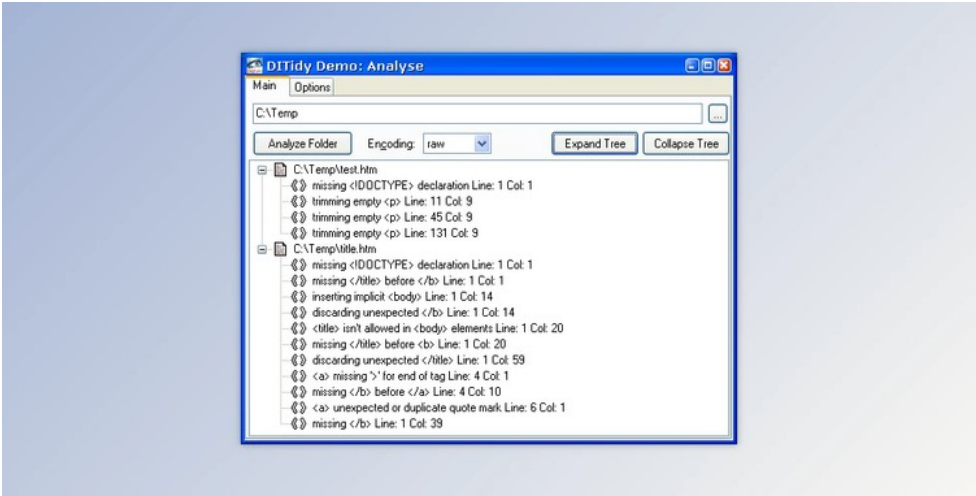 DITidy Demo: Analyse
Main Options
C:\Temp ...
Analyze Folder Encoding: raw Expand Tree Collapse Tree
C:\Temp\test.htm
missing <!DOCTYPE> declaration Line: 1 Col: 1
trimming empty <p> Line: 11 Col: 9
trimming empty <p> Line: 45 Col: 9
trimming empty <p> Line: 131 Col: 9
C:\Temp\title.htm
missing <!DOCTYPE> declaration Line: 1 Col: 1
missing </title> before </b> Line: 1 Col: 1
inserting implicit <body> Line: 1 Col: 14
discarding unexpected </b> Line: 1 Col: 14
<title> isn't allowed in <body> elements Line: 1 Col: 20
missing </title> before <b> Line: 1 Col: 20
discarding unexpected </title> Line: 1 Col: 59
<a> missing '>' for end of tag Line: 4 Col: 1
missing </b> before </a> Line: 4 Col: 10
<a> unexpected or duplicate quote mark Line: 6 Col: 1
missing </b> Line: 1 Col: 39